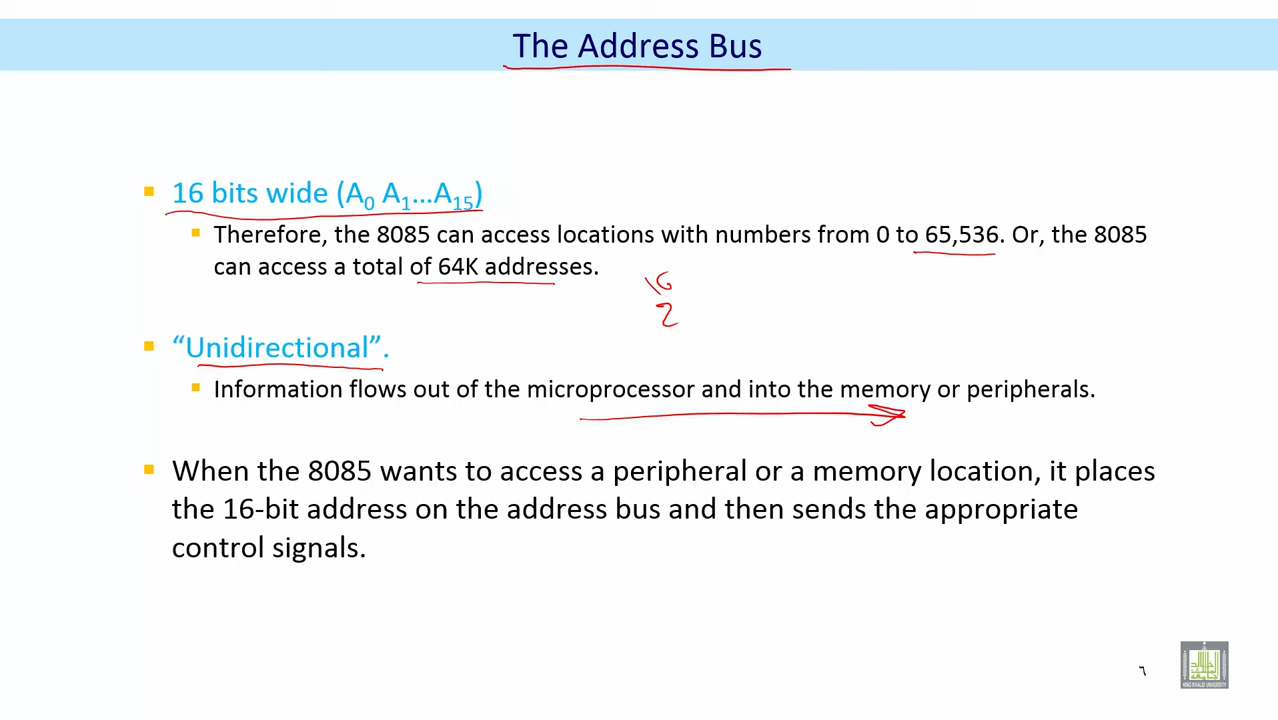 The Address Bus
16 bits wide (A0 A1...A15)
Therefore, the 8085 can access locations with numbers from 0 to 65,536. Or, the 8085
can access a total of 64K addresses.
16
2
“Unidirectional”.
Information flows out of the microprocessor and into the memory or peripherals.
When the 8085 wants to access a peripheral or a memory location, it places
the 16-bit address on the address bus and then sends the appropriate
control signals.
٦
KING KHALID UNIVERSITY